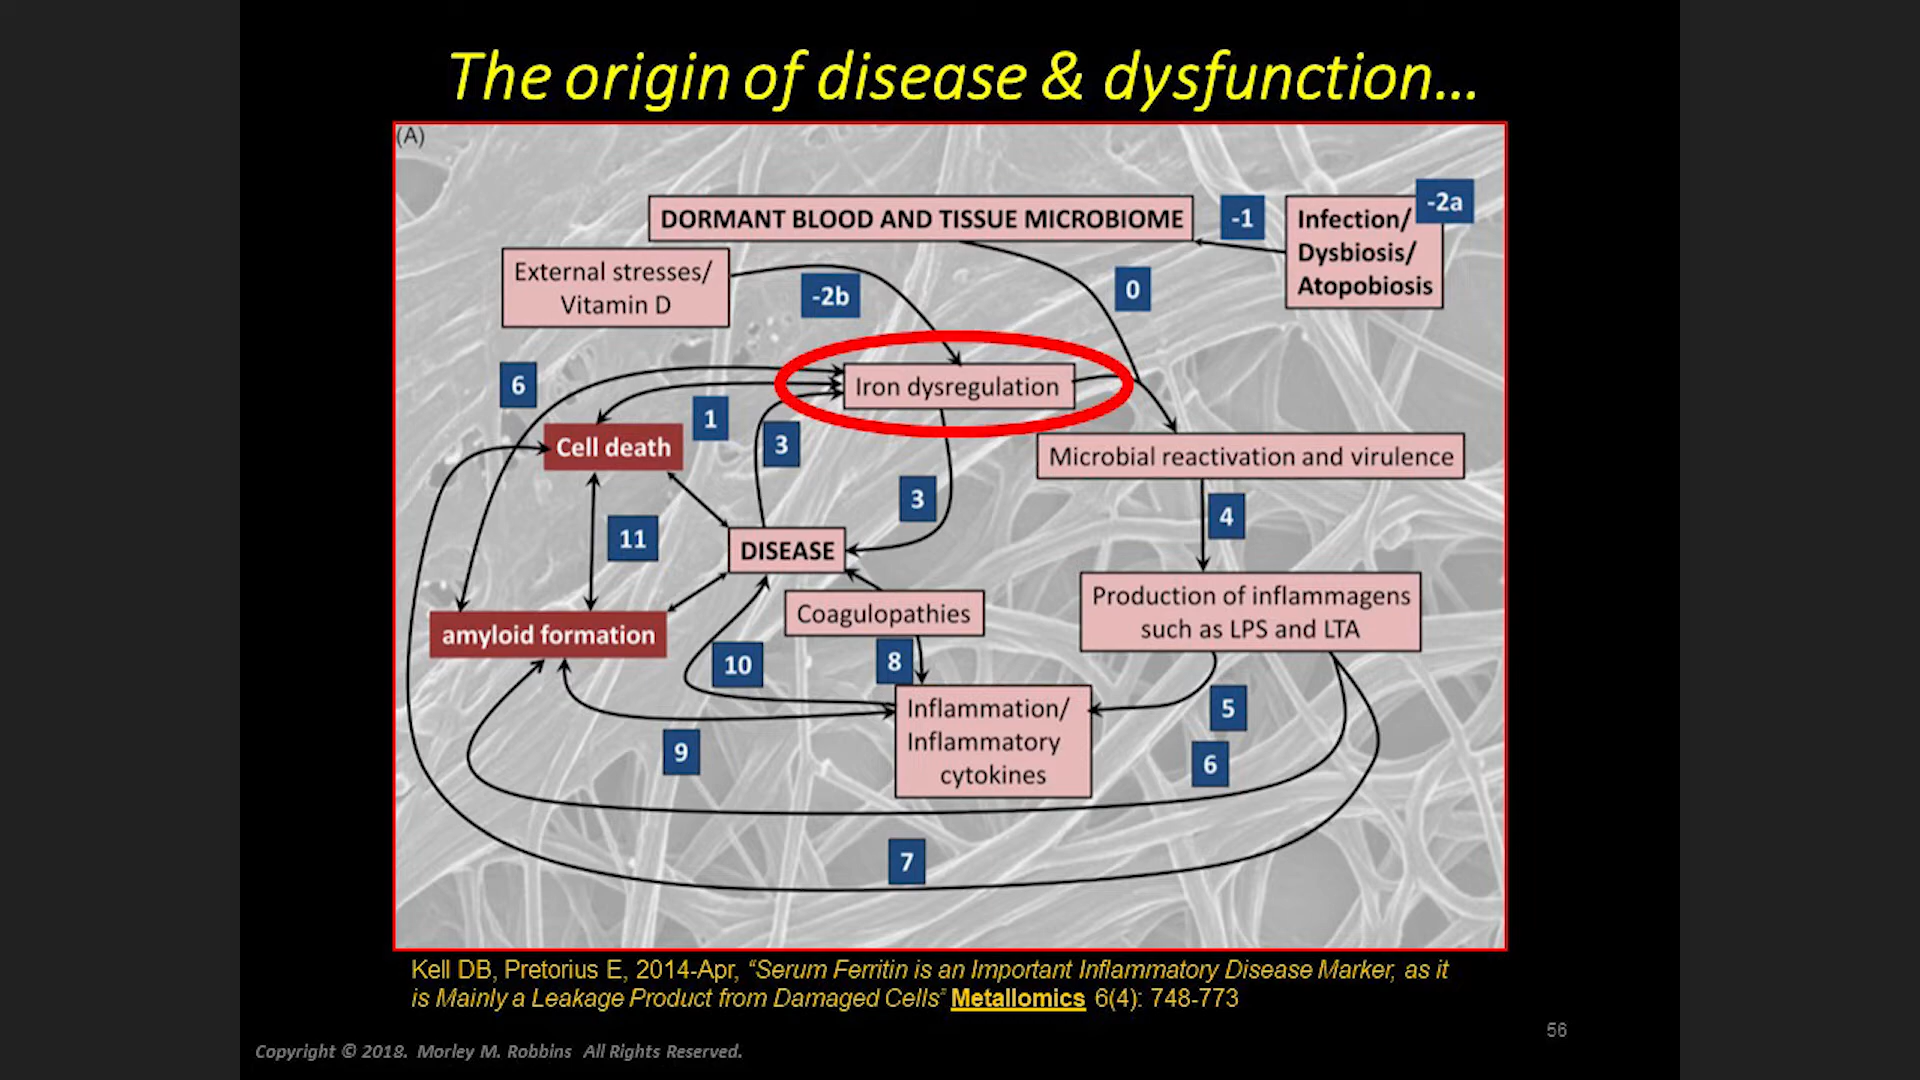 The origin of disease & dysfunction...
(A)
DORMANT BLOOD AND TISSUE MICROBIOME
-1
Infection/
Dysbiosis/
Atopobiosis
-2a
External stresses/
Vitamin D
-2b
0
Iron dysregulation
6
1
3
Cell death
Microbial reactivation and virulence
3
4
11
DISEASE
Production of inflammagens
such as LPS and LTA
Coagulopathies
amyloid formation
10
8
Inflammation/
Inflammatory
cytokines
5
9
6
7
Kell DB, Pretorius E, 2014-Apr, “Serum Ferritin is an Important Inflammatory Disease Marker, as it
is Mainly a Leakage Product from Damaged Cells” Metallomics 6(4): 748-773
56
Copyright © 2018. Morley M. Robbins All Rights Reserved.